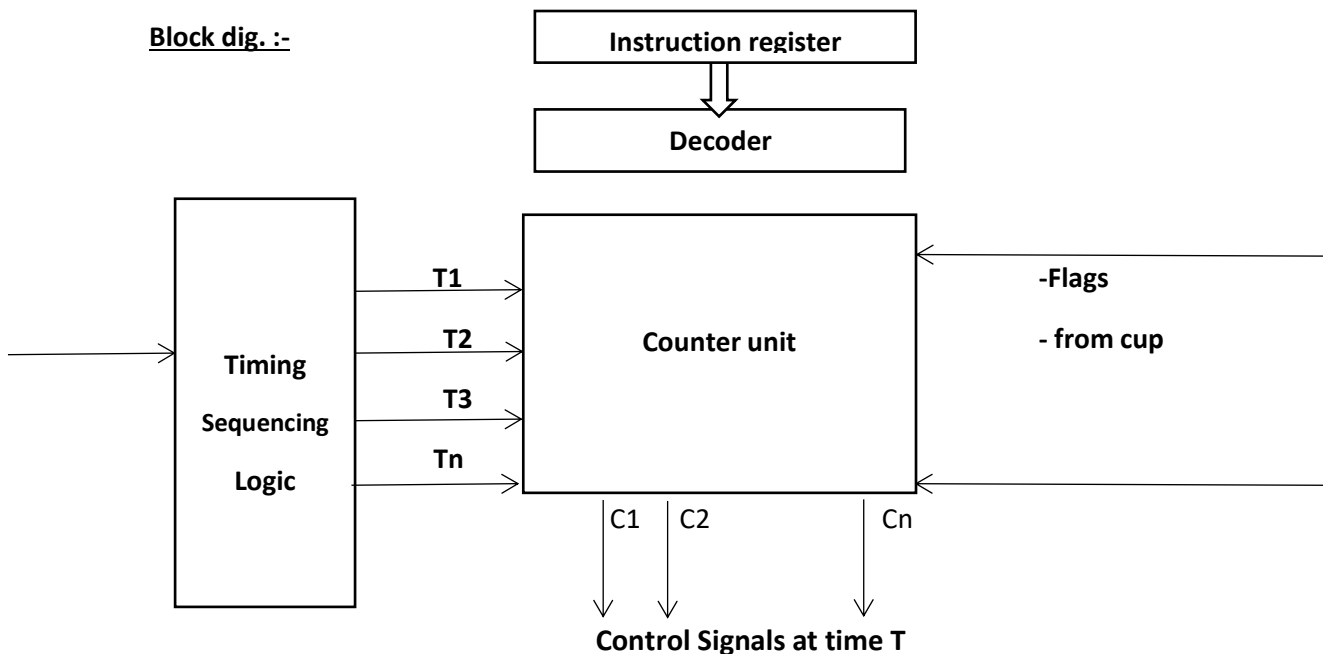 Block dig. :-
Instruction register
Decoder
T1
T2
T3
Tn
Timing
Sequencing
Logic
Counter unit
-Flags
- from cup
C1
C2
Cn
Control Signals at time T